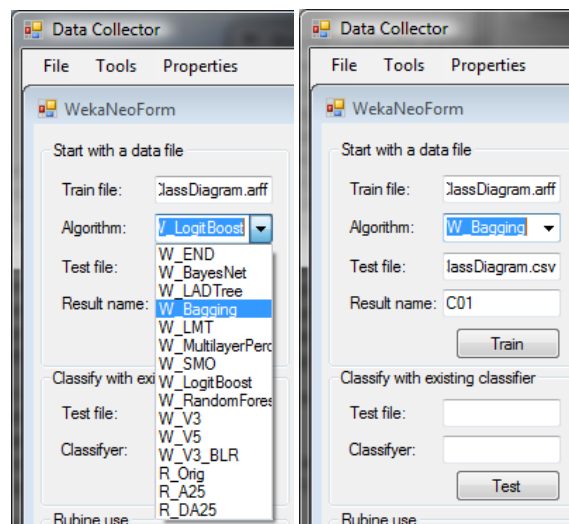 Data Collector
File Tools Properties
WekaNeoForm
Start with a data file
Train file: ClassDiagram.arff
Algorithm: W_LogitBoost
W_END
W_BayesNet
Test file:
W_LADTree
Result name:
W_Bagging
W_LMT
W_MultilayerPerc
W_SMO
Classify with exi
W_LogitBoost
W_RandomFores
Test file:
W_V3
W_V5
Classifyer:
W_V3_BLR
R_Orig
R_A25
R_DA25
Rubine use
Data Collector
File Tools Properties
WekaNeoForm
Start with a data file
Train file: ClassDiagram.arff
Algorithm: W_Bagging
Test file: lassDiagram.csv
Result name: C01
Train
Classify with existing classifier
Test file:
Classifyer:
Test
Rubine use